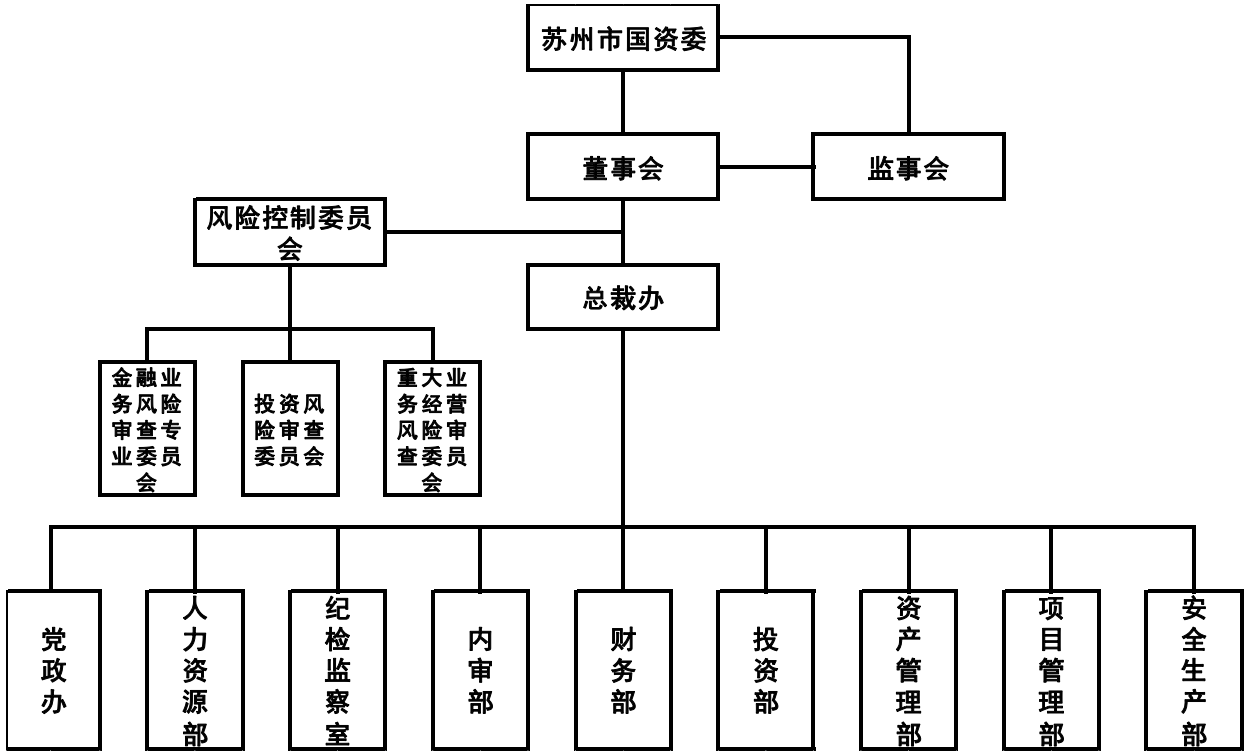 苏州市国资委
董事会
监事会
风险控制委员
会
总裁办
金融业
务风险
审查专
业委员
会
投资风
险审查
委员会
重大业
务经营
风险审
查委员
会
党政办
人力资源部
纪检监察室
内审部
财务部
投资部
资产管理部
项目管理部
安全生产部